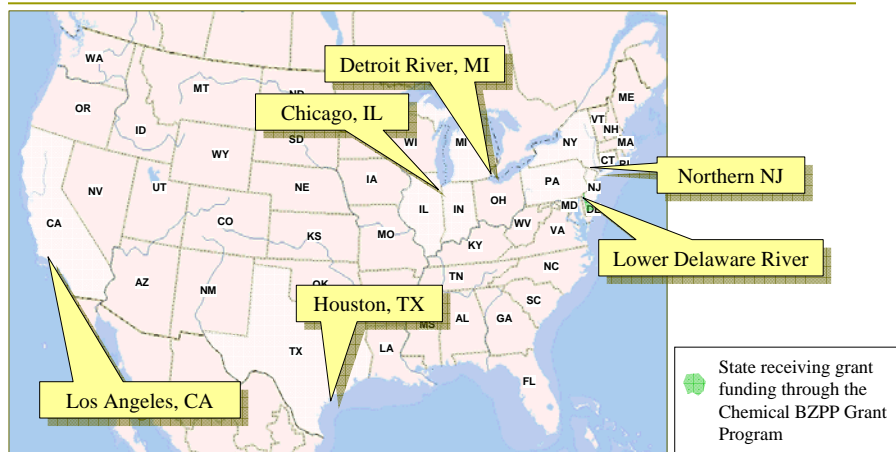 Detroit River, MI
Chicago, IL
Northern NJ
Lower Delaware River
Houston, TX
Los Angeles, CA
WA
MT
ME
OR
ID
WI
MI
NY
VT
NH
MA
CT
SD
WY
IA
PA
NJ
NV
UT
NE
IL
IN
OH
MD
DE
CA
CO
KS
MO
WV
VA
KY
AZ
NM
OK
TN
NC
SC
MS
AL
GA
TX
LA
FL
State receiving grant
funding through the
Chemical BZPP Grant
Program